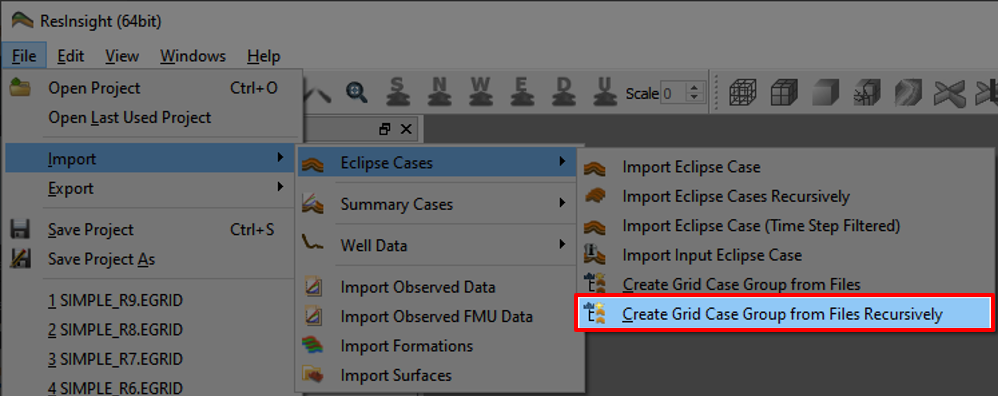 ResInsight (64bit)
File Edit View Windows Help
S N W E D U Scale 0
Open Project Ctrl+O
Open Last Used Project
Import
Export
Save Project Ctrl+S
Save Project As
1 SIMPLE_R9.EGRID
2 SIMPLE_R8.EGRID
3 SIMPLE_R7.EGRID
4 SIMPLE_R6.EGRID
Eclipse Cases
Summary Cases
Well Data
Import Observed Data
Import Observed FMU Data
Import Formations
Import Surfaces
Import Eclipse Case
Import Eclipse Cases Recursively
Import Eclipse Case (Time Step Filtered)
Import Input Eclipse Case
Create Grid Case Group from Files
Create Grid Case Group from Files Recursively